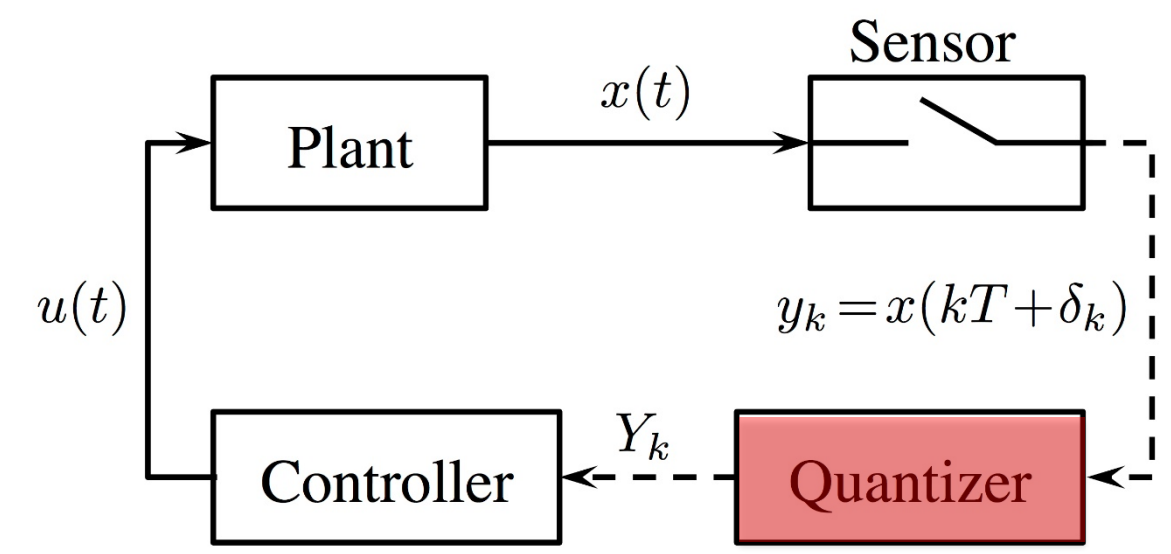 Sensor
x(t)
Plant
u(t)
y_k = x(kT + δ_k)
Y_k
Controller
Quantizer